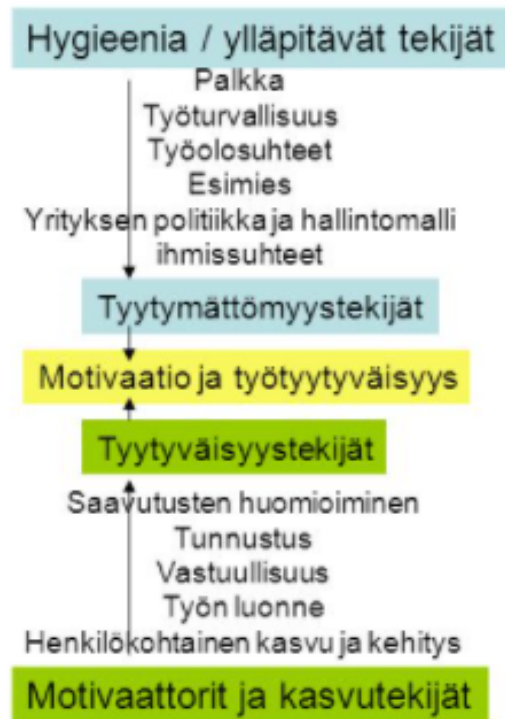 Hygieenia / ylläpitävät tekijät
Palkka
Työturvallisuus
Työolosuhteet
Esimies
Yrityksen politiikka ja hallintomalli
ihmissuhteet
Tyytymättömyystekijät
Motivaatio ja työtyytyväisyys
Tyytyväisyystekijät
Saavutusten huomioiminen
Tunnustus
Vastuullisuus
Työn luonne
Henkilökohtainen kasvu ja kehitys
Motivaattorit ja kasvutekijät